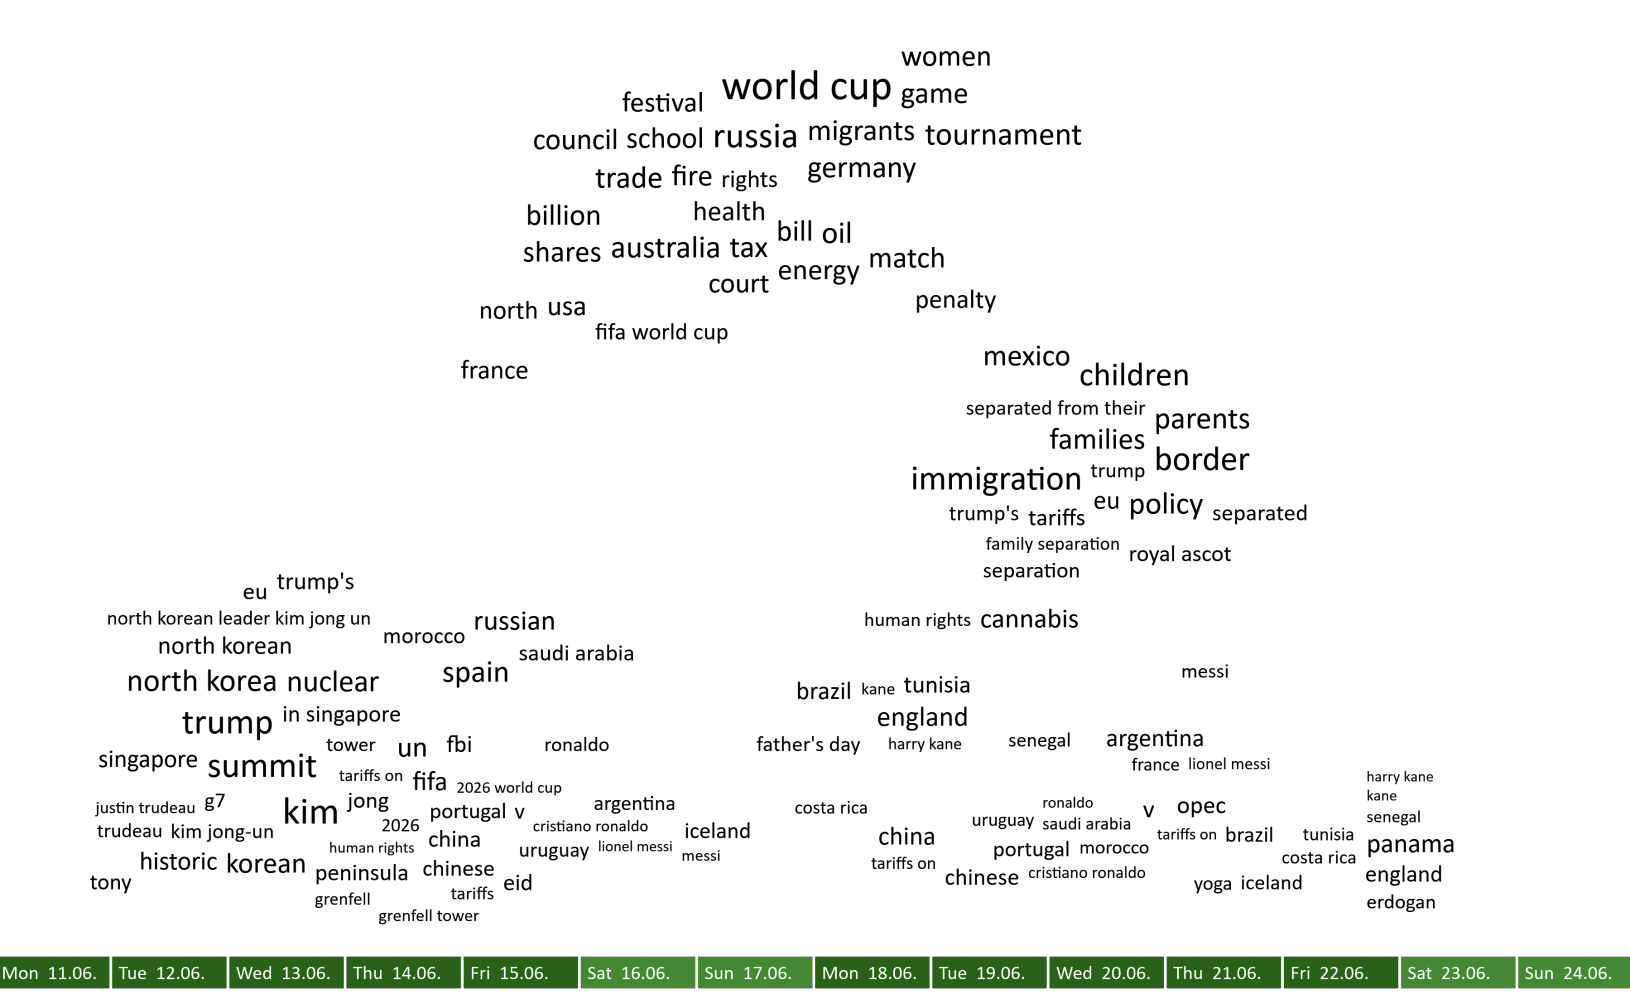 women
world cup game
festival
council school russia migrants tournament
trade fire rights germany
billion health
bill oil
shares australia tax
energy match
court
penalty
north usa
fifa world cup
france
mexico
children
separated from their parents
families
border
immigration trump
eu policy separated
trump's tariffs
family separation royal ascot
separation
eu trump's
north korean leader kim jong un
russian
human rights cannabis
north korean morocco
saudi arabia
north korea nuclear spain
messi
brazil kane tunisia
trump in singapore
england
singapore tower un fbi ronaldo
father's day harry kane senegal argentina
summit
france lionel messi
tariffs on fifa 2026 world cup
harry kane
kane
justin trudeau g7 kim jong
portugal v argentina
costa rica
uruguay ronaldo v opec
senegal
trudeau kim jong-un
2026 cristiano ronaldo iceland
saudi arabia
china
human rights uruguay lionel messi messi
china tariffs on brazil tunisia
portugal morocco
panama
historic korean
peninsula chinese
tariffs on
costa rica
tony
tariffs eid
chinese cristiano ronaldo
yoga iceland
england
grenfell
grenfell tower
erdogan
Mon 11.06. Tue 12.06. Wed 13.06. Thu 14.06. Fri 15.06. Sat 16.06. Sun 17.06. Mon 18.06. Tue 19.06. Wed 20.06. Thu 21.06. Fri 22.06. Sat 23.06. Sun 24.06.